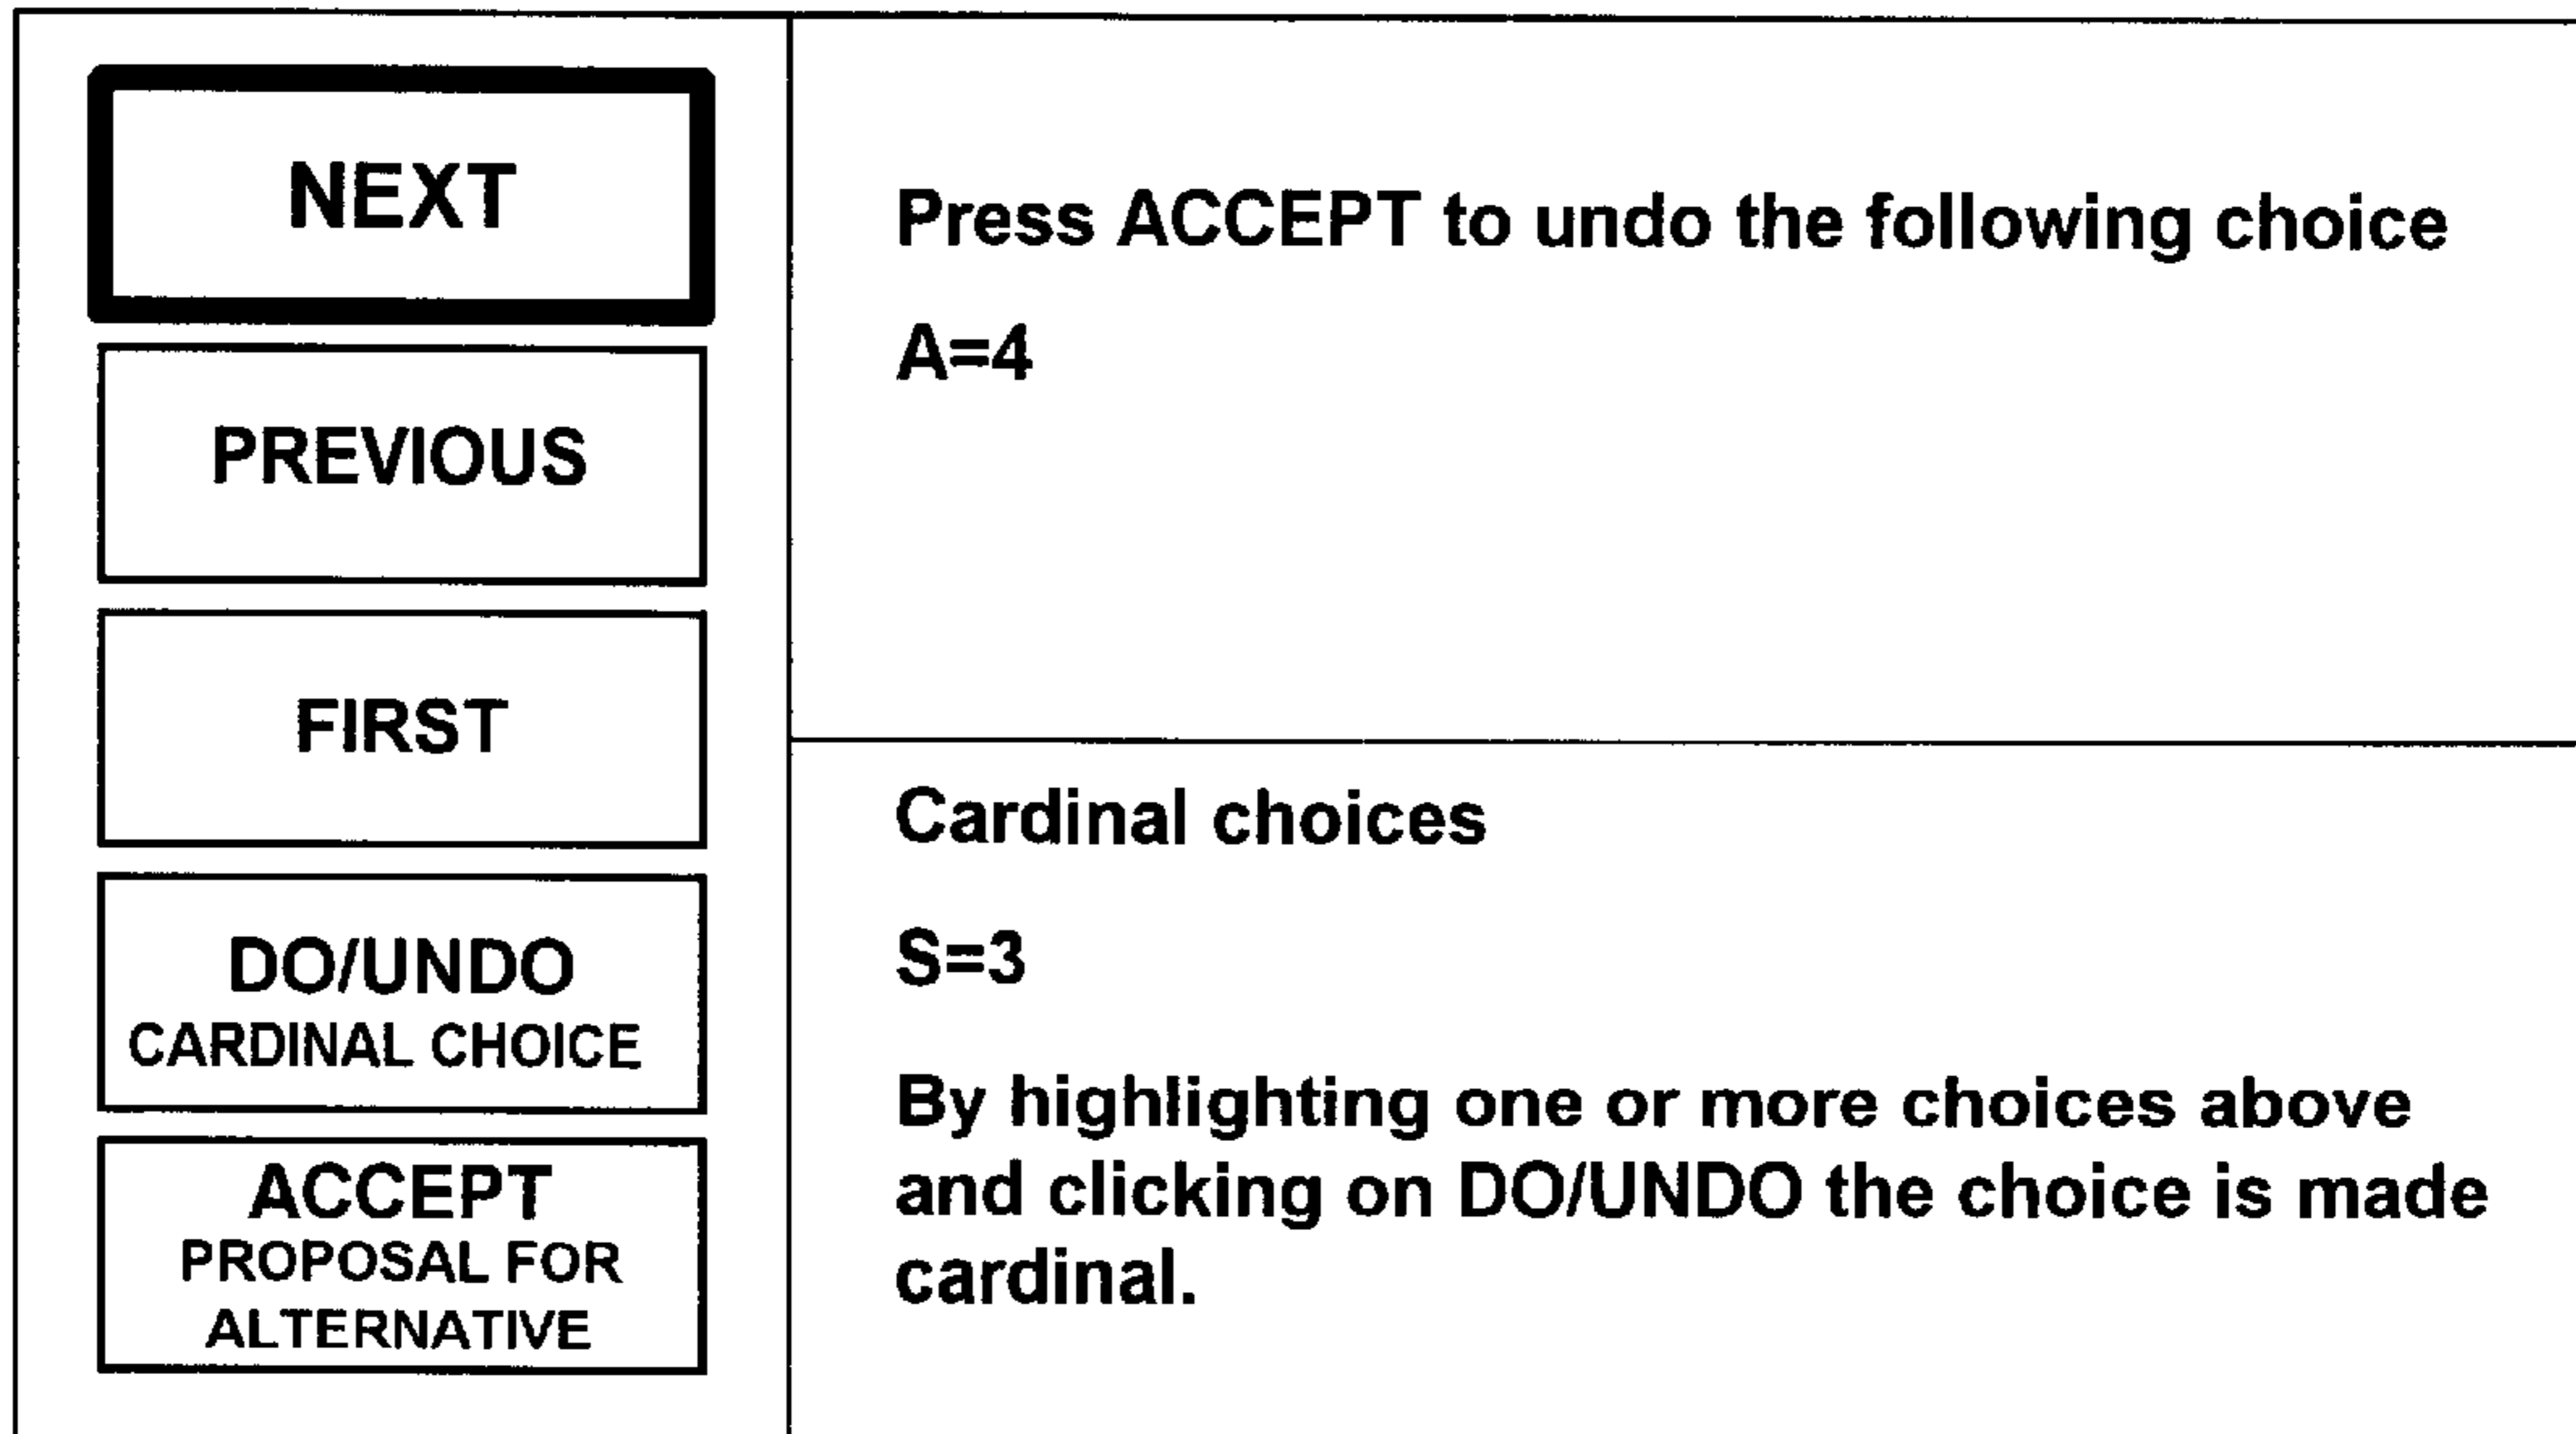 NEXT
PREVIOUS
FIRST
DO/UNDO
CARDINAL CHOICE
ACCEPT
PROPOSAL FOR
ALTERNATIVE
Press ACCEPT to undo the following choice
A=4
Cardinal choices
S=3
By highlighting one or more choices above
and clicking on DO/UNDO the choice is made
cardinal.